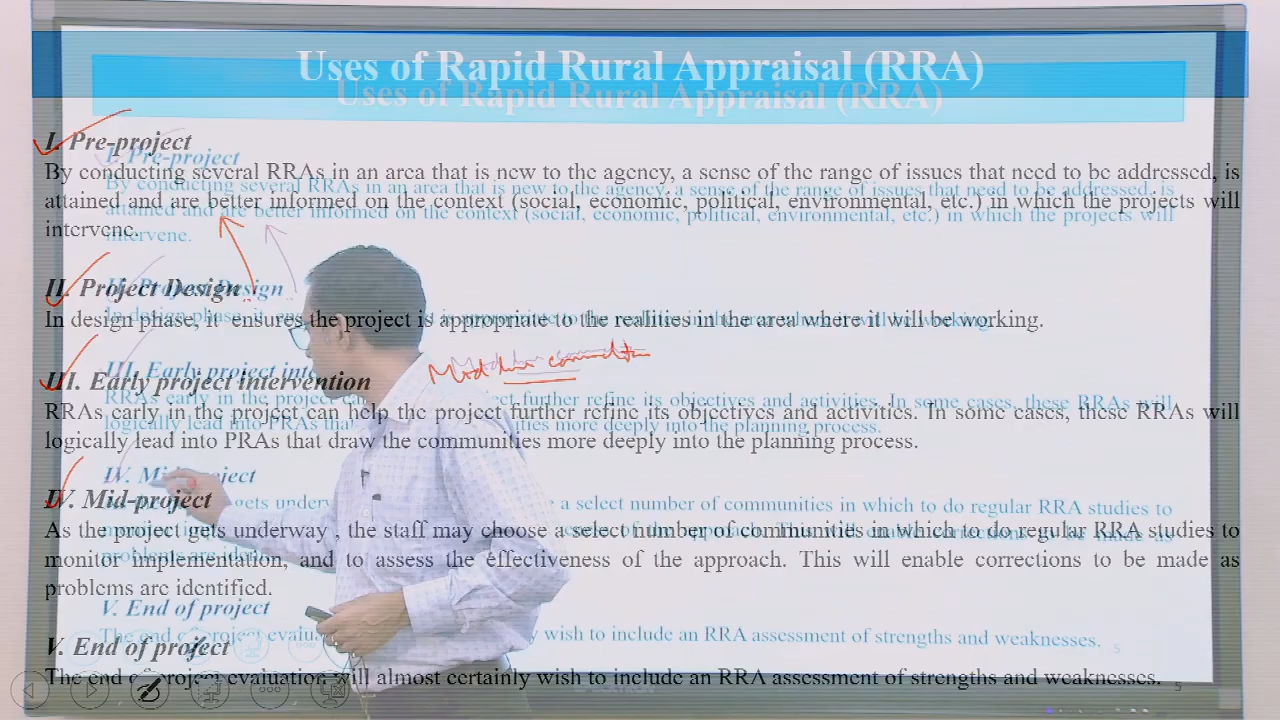 Uses of Rapid Rural Appraisal (RRA)
I. Pre-project
By conducting several RRAs in an area that is new to the agency, a sense of the range of issues that need to be addressed, is
attained and are better informed on the context (social, economic, political, environmental, etc.) in which the projects will
intervene.
II. Project Design
In design phase, it ensures the project is appropriate to the realities in the area where it will be working.
III. Early project intervention
RRAs early in the project can help the project further refine its objectives and activities. In some cases, these RRAs will
logically lead into PRAs that draw the communities more deeply into the planning process.
IV. Mid-project
As the project gets underway , the staff may choose a select number of communities in which to do regular RRA studies to
monitor implementation, and to assess the effectiveness of the approach. This will enable corrections to be made as
problems are identified.
V. End of project
The end of project evaluation will almost certainly wish to include an RRA assessment of strengths and weaknesses.
5